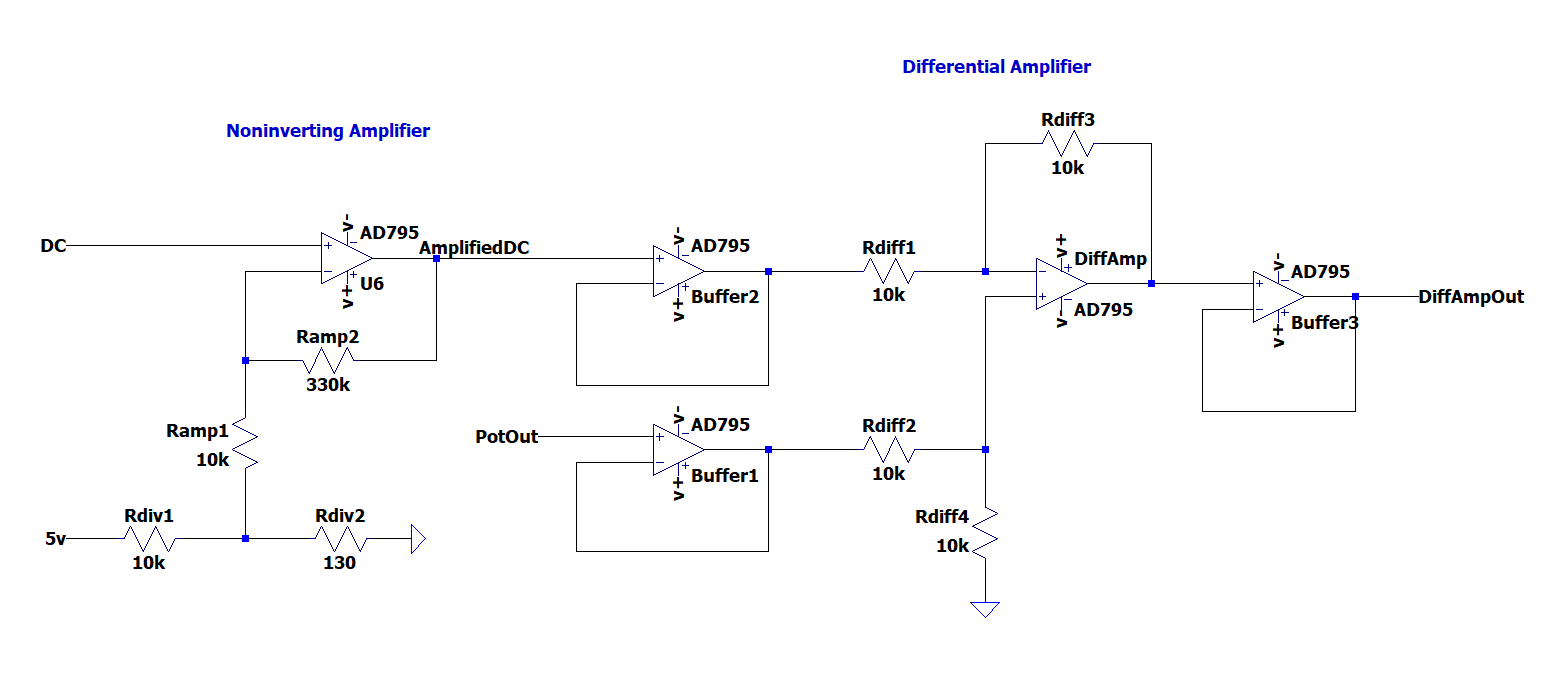 Differential Amplifier
Noninverting Amplifier
Rdiff3
10k
DC
v-
+
−
−
+
v+
AD795
U6
AmplifiedDC
Ramp2
330k
Ramp1
10k
5v
Rdiv1
10k
Rdiv2
130
v-
+
−
−
+
v+
AD795
Buffer2
Rdiff1
10k
PotOut
v-
+
−
−
+
v+
AD795
Buffer1
Rdiff2
10k
v+
−
+
+
−
v-
DiffAmp
AD795
Rdiff4
10k
v-
+
−
−
+
v+
AD795
Buffer3
DiffAmpOut